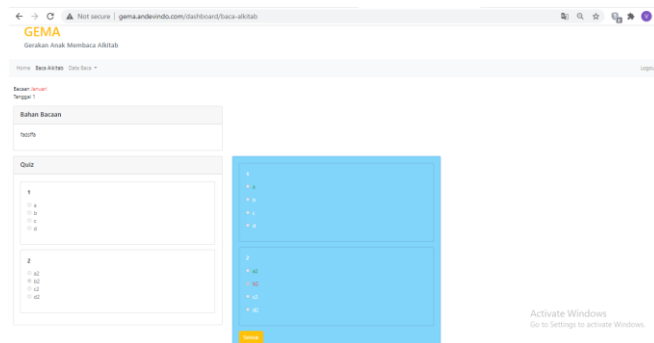 Not secure | gema.andevindo.com/dashboard/baca-alkitab
GEMA
Gerakan Anak Membaca Alkitab
Home Baca Alkitab Data Baca
Logout
Bacaan Januari
Tanggal 1
Bahan Bacaan
Quiz
1
a
b
c
d
2
a2
b2
c2
d2
1
a
b
c
d
2
a2
b2
c2
d2
Activate Windows
Go to Settings to activate Windows.